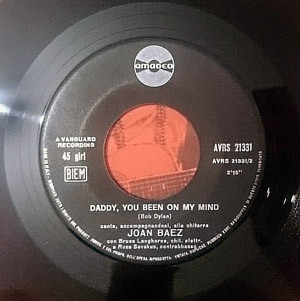 amadeo
A VANGUARD
RECORDING
AVRS 21331
AVRS 21331/2
45 giri
BIEM
2'15"
DADDY, YOU BEEN ON MY MIND
(Bob Dylan)
canta, accompagnandosi, alla chitarra
JOAN BAEZ
con Bruce Langhorne, chit. elettr.
e Russ Savakus, contrabbasso